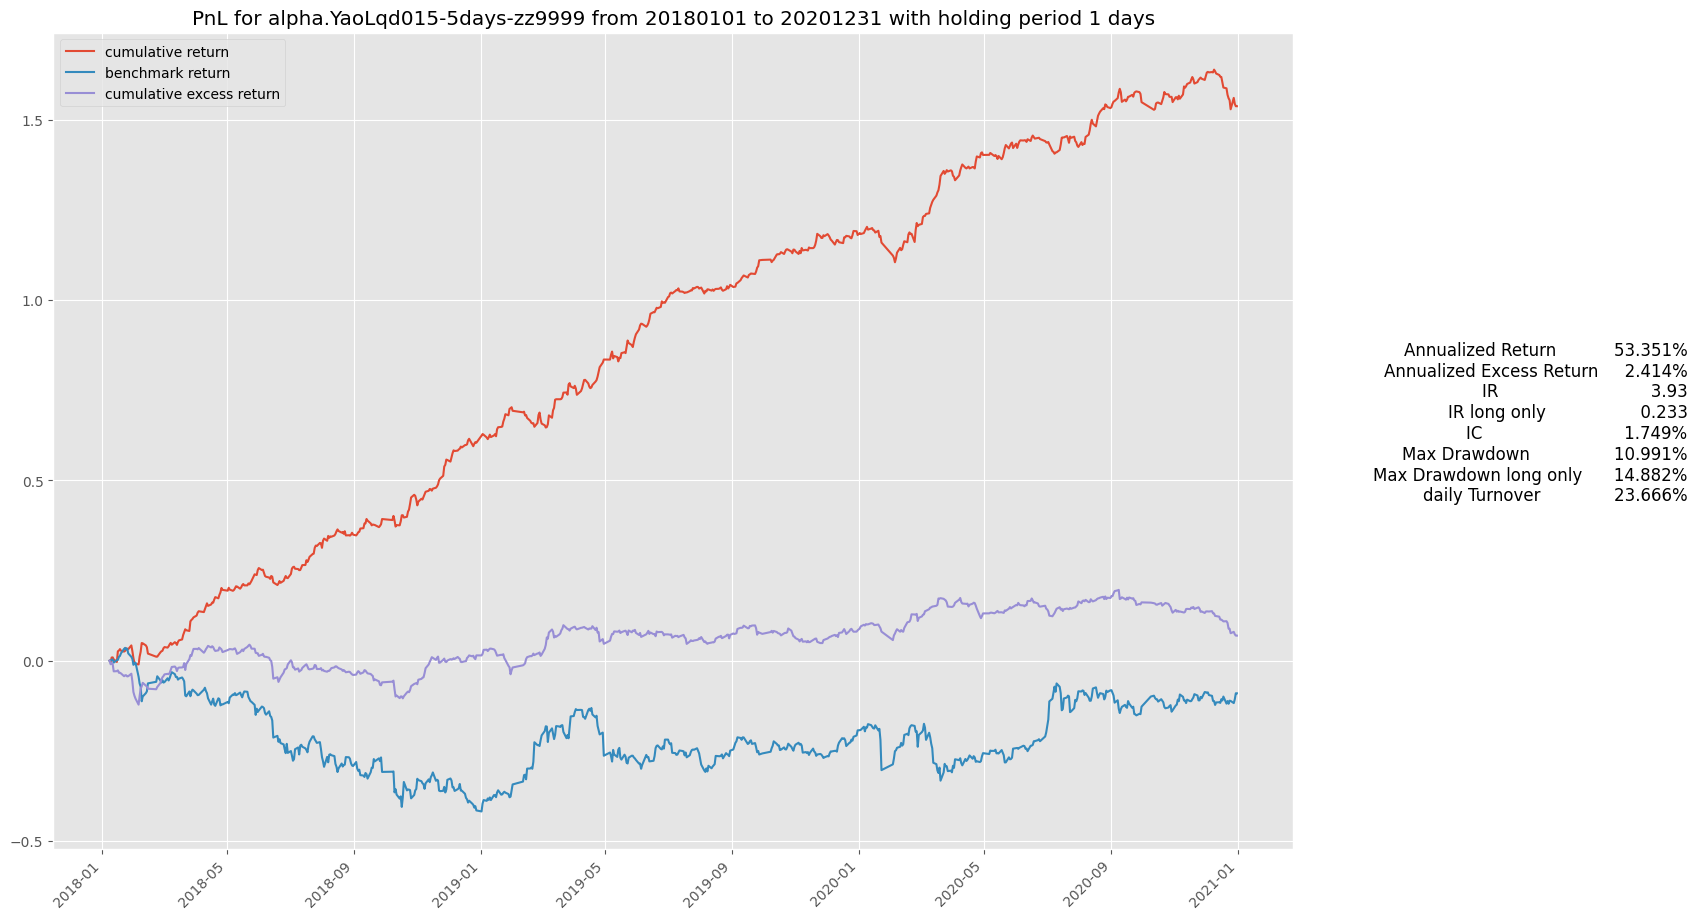 PnL for alpha.YaoLqd015-5days-zz9999 from 20180101 to 20201231 with holding period 1 days
cumulative return
benchmark return
cumulative excess return
1.5
1.0
0.5
0.0
−0.5
2018-01
2018-05
2018-09
2019-01
2019-05
2019-09
2020-01
2020-05
2020-09
2021-01
Annualized Return 53.351%
Annualized Excess Return 2.414%
IR 3.93
IR long only 0.233
IC 1.749%
Max Drawdown 10.991%
Max Drawdown long only 14.882%
daily Turnover 23.666%